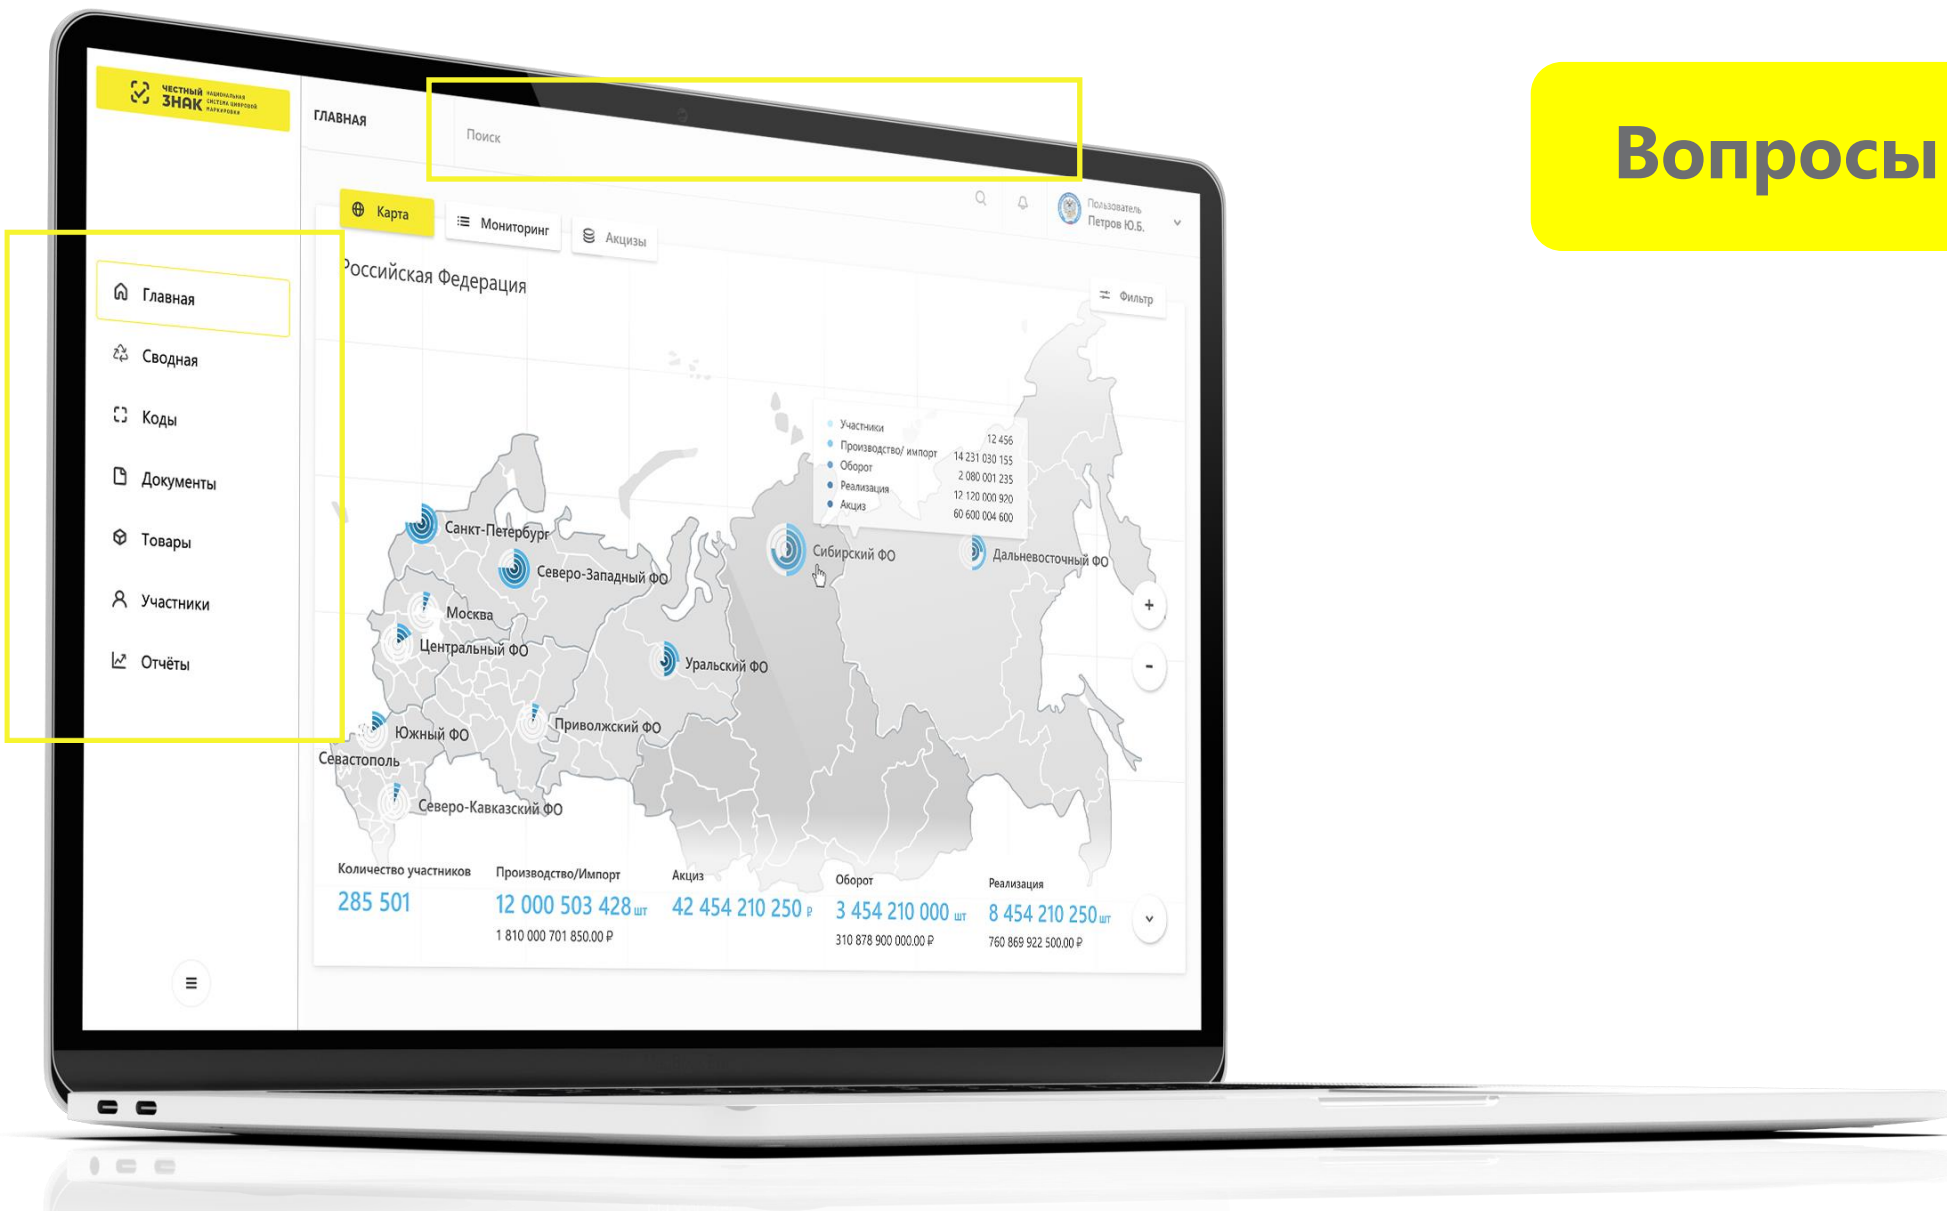 ЧЕСТНЫЙ
ЗНАК
НАЦИОНАЛЬНАЯ
СИСТЕМА ЦИФРОВОЙ
МАРКИРОВКИ
ГЛАВНАЯ
Поиск
Вопросы
Пользователь
Петров Ю.Б.
Карта
Мониторинг
Акцизы
Российская Федерация
Фильтр
Главная
Сводная
Коды
Документы
Товары
Участники
Отчёты
Участники 12 456
Производство/ импорт 14 231 030 155
Оборот 2 080 001 235
Реализация 12 120 000 920
Акциз 60 600 004 600
Санкт-Петербург
Северо-Западный ФО
Сибирский ФО
Дальневосточный ФО
Москва
Центральный ФО
Уральский ФО
Приволжский ФО
Южный ФО
Севастополь
Северо-Кавказский ФО
+
-
Количество участников
285 501
Производство/Импорт
12 000 503 428 шт
1 810 000 701 850.00 ₽
Акциз
42 454 210 250 ₽
Оборот
3 454 210 000 шт
310 878 900 000.00 ₽
Реализация
8 454 210 250 шт
760 869 922 500.00 ₽